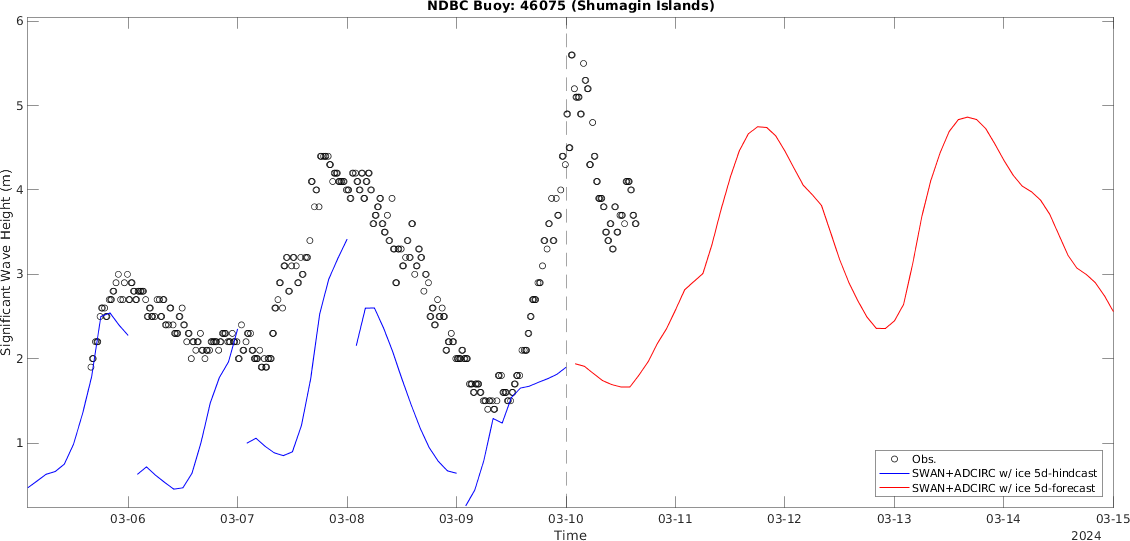 NDBC Buoy: 46075 (Shumagin Islands)
6
5
4
3
2
1
Significant Wave Height (m)
03-06 03-07 03-08 03-09 03-10 03-11 03-12 03-13 03-14 03-15
Time
2024
Obs.
SWAN+ADCIRC w/ ice 5d-hindcast
SWAN+ADCIRC w/ ice 5d-forecast